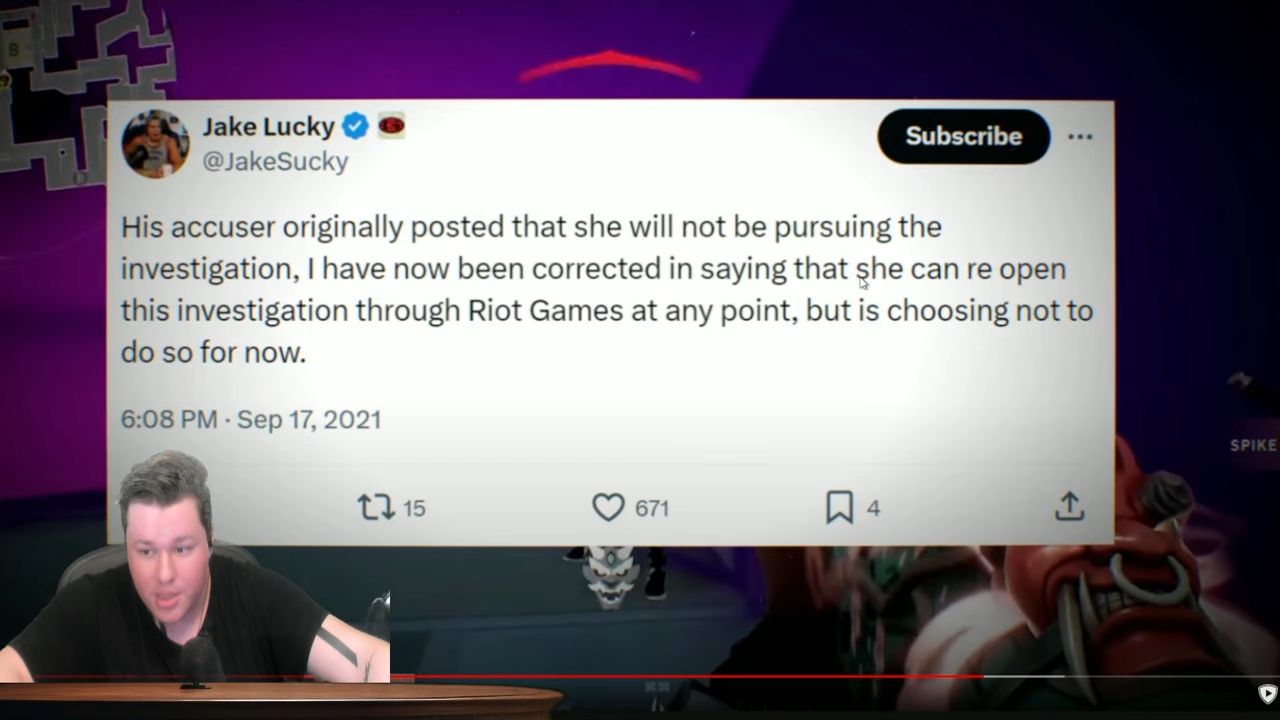 B
Jake Lucky
@JakeSucky
Subscribe
His accuser originally posted that she will not be pursuing the
investigation, I have now been corrected in saying that she can re open
this investigation through Riot Games at any point, but is choosing not to
do so for now.
6:08 PM · Sep 17, 2021
15
671
4
SPIKE